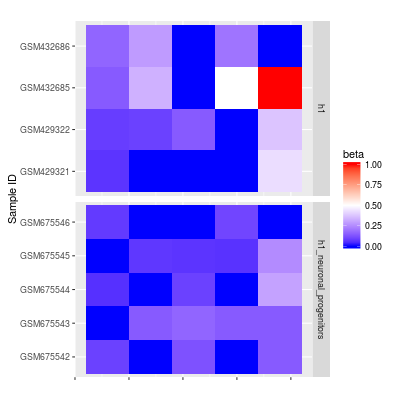 GSM432686
GSM432685
GSM429322
GSM429321
h1
GSM675546
GSM675545
GSM675544
GSM675543
GSM675542
h1_neuronal_progenitors
Sample ID
beta
1.00
0.75
0.50
0.25
0.00